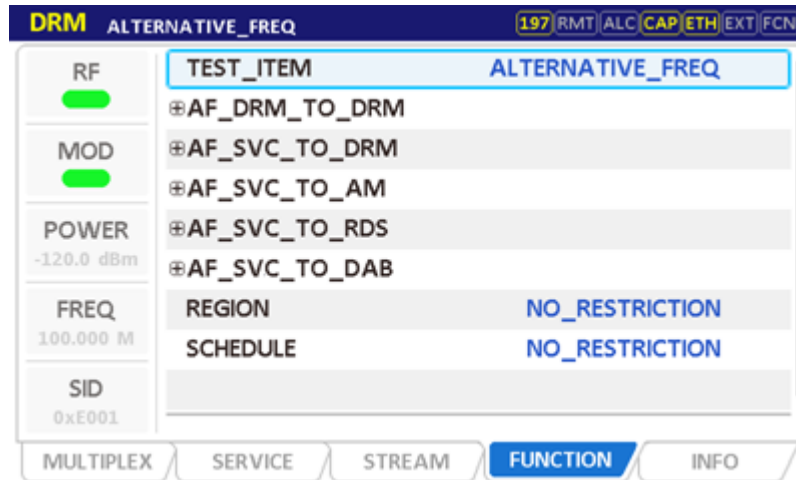 DRM ALTERNATIVE_FREQ 197 RMT ALC CAP ETH EXT FCN
RF
MOD
POWER
-120.0 dBm
FREQ
100.000 M
SID
0xE001
TEST_ITEM ALTERNATIVE_FREQ
⊞AF_DRM_TO_DRM
⊞AF_SVC_TO_DRM
⊞AF_SVC_TO_AM
⊞AF_SVC_TO_RDS
⊞AF_SVC_TO_DAB
REGION NO_RESTRICTION
SCHEDULE NO_RESTRICTION
MULTIPLEX SERVICE STREAM FUNCTION INFO